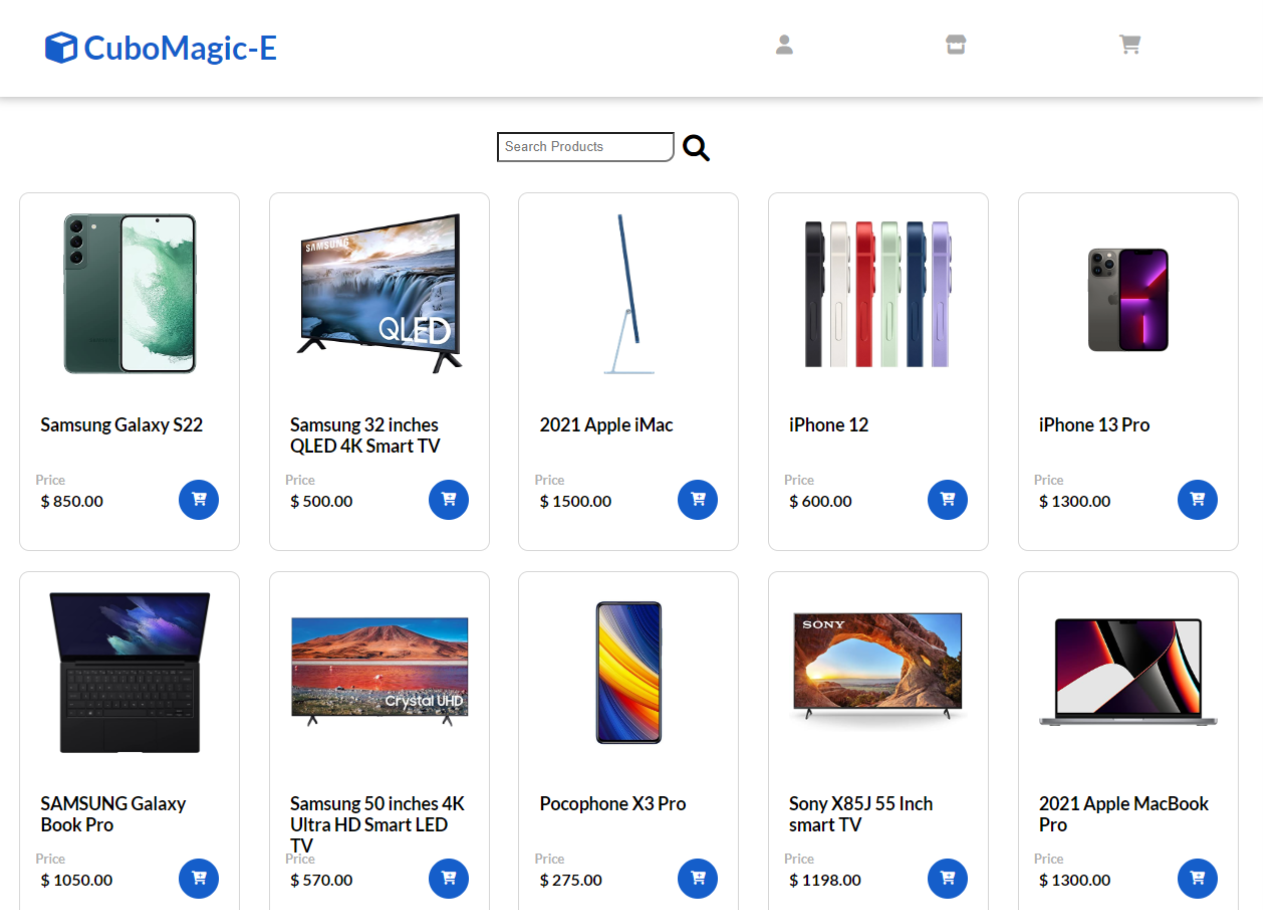 CuboMagic-E
Search Products
SAMSUNG
QLED
Samsung Galaxy S22
Price
$ 850.00
Samsung 32 inches
QLED 4K Smart TV
Price
$ 500.00
2021 Apple iMac
Price
$ 1500.00
iPhone 12
Price
$ 600.00
iPhone 13 Pro
Price
$ 1300.00
SAMSUNG Galaxy
Book Pro
Price
$ 1050.00
Crystal UHD
Samsung 50 inches 4K
Ultra HD Smart LED
TV
Price
$ 570.00
Pocophone X3 Pro
Price
$ 275.00
SONY
Sony X85J 55 Inch
smart TV
Price
$ 1198.00
2021 Apple MacBook
Pro
Price
$ 1300.00